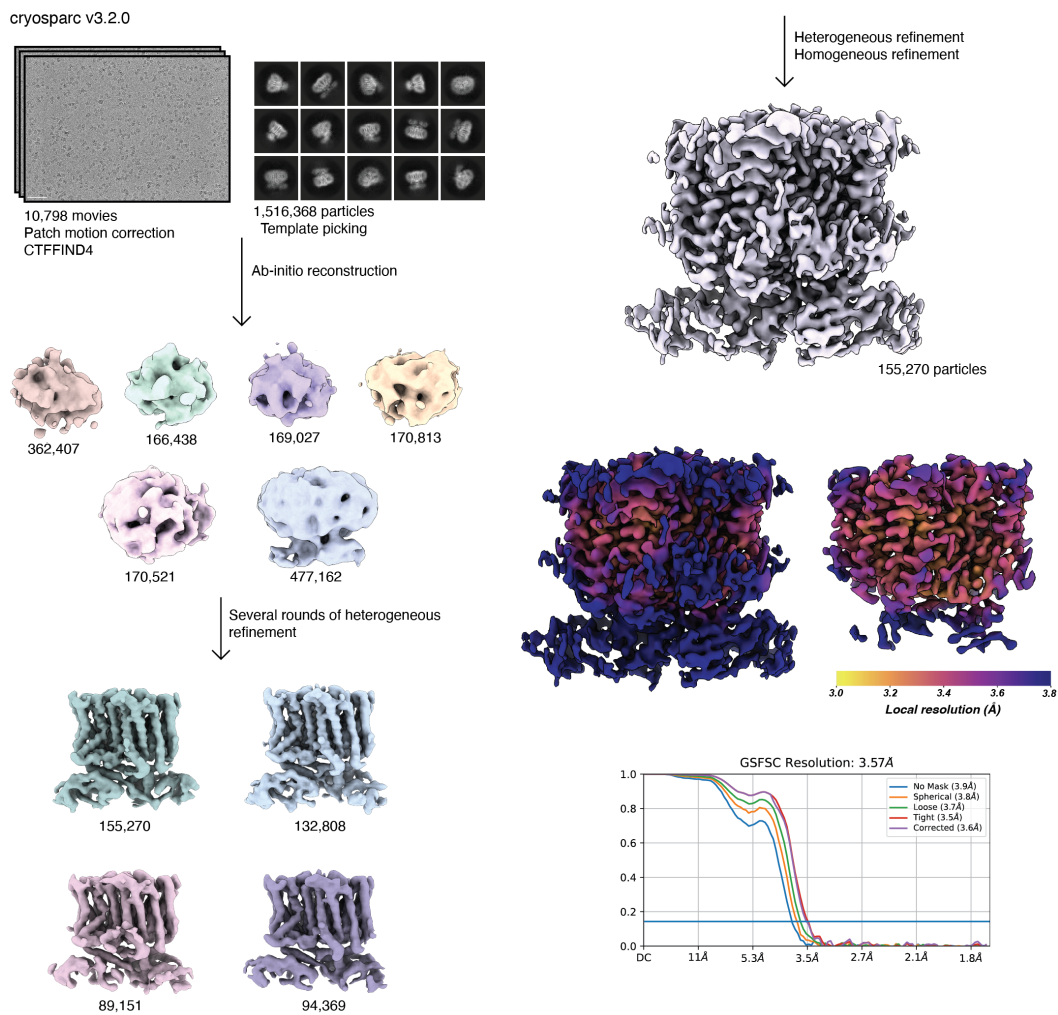 cryosparc v3.2.0
10,798 movies
Patch motion correction
CTFFIND4
1,516,368 particles
Template picking
Ab-initio reconstruction
362,407
166,438
169,027
170,813
170,521
477,162
Several rounds of heterogeneous
refinement
155,270
132,808
89,151
94,369
Heterogeneous refinement
Homogeneous refinement
155,270 particles
3.0
3.2
3.4
3.6
3.8
Local resolution (Å)
GSFSC Resolution: 3.57Å
No Mask (3.9Å)
Spherical (3.8Å)
Loose (3.7Å)
Tight (3.5Å)
Corrected (3.6Å)
1.0
0.8
0.6
0.4
0.2
0.0
DC
11Å
5.3Å
3.5Å
2.7Å
2.1Å
1.8Å